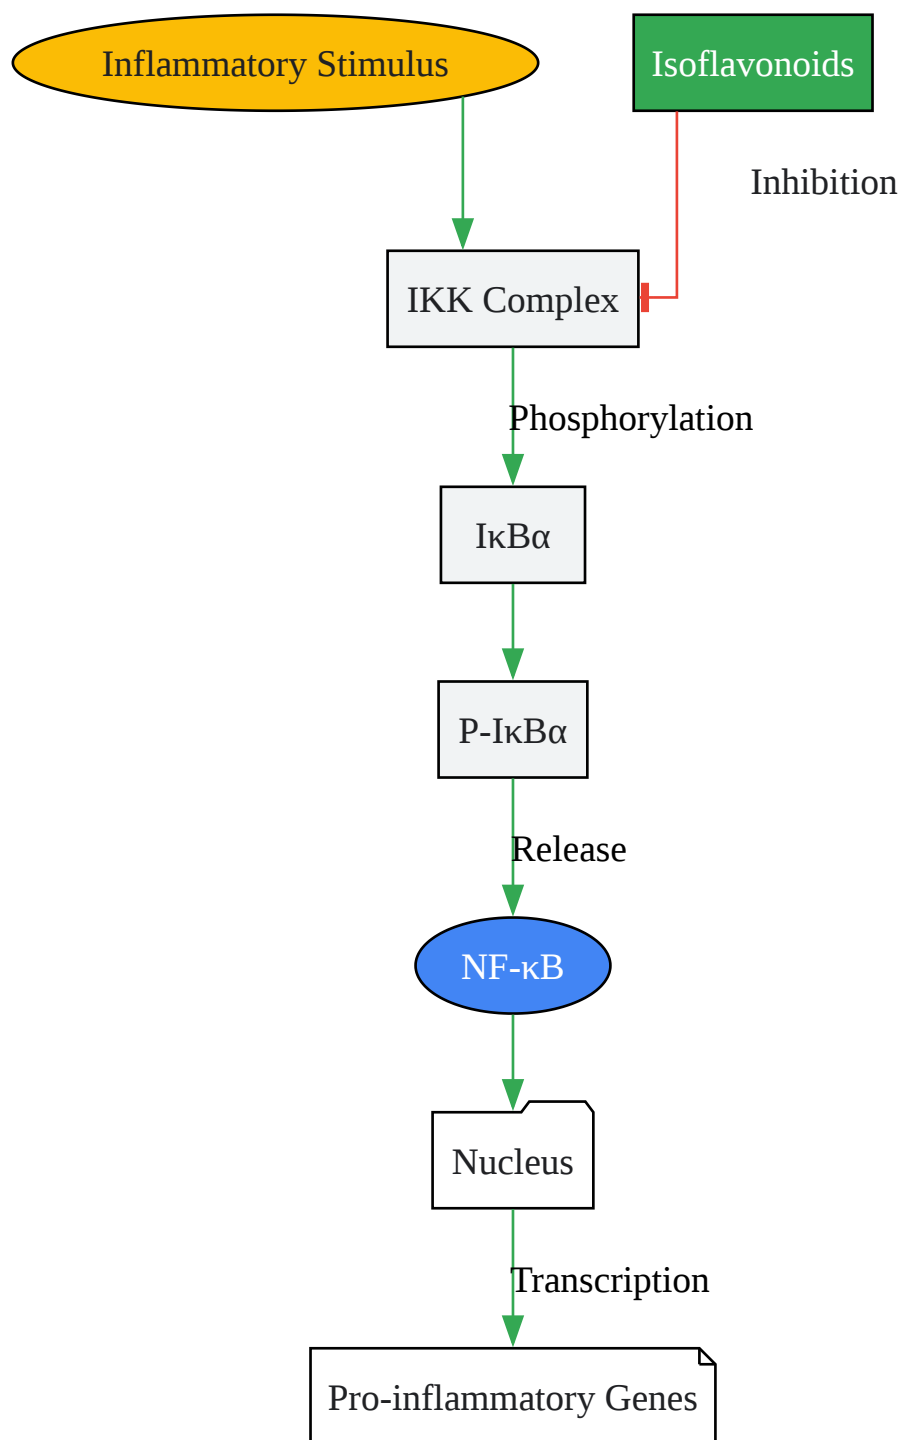 Inflammatory Stimulus
Isoflavonoids
Inhibition
IKK Complex
Phosphorylation
IκBα
P-IκBα
Release
NF-κB
Nucleus
Transcription
Pro-inflammatory Genes